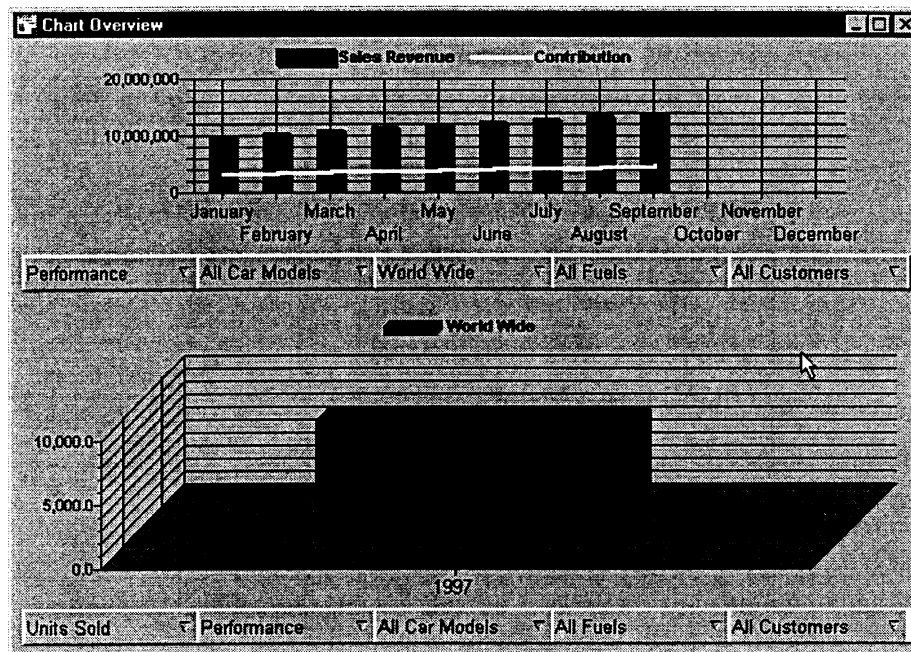 Chart Overview
Sales Revenue Contribution
20,000,000
10,000,000
0
January March May July September November
February April June August October December
Performance All Car Models World Wide All Fuels All Customers
World Wide
10,000.0
5,000.0
0.0
1997
Units Sold Performance All Car Models All Fuels All Customers